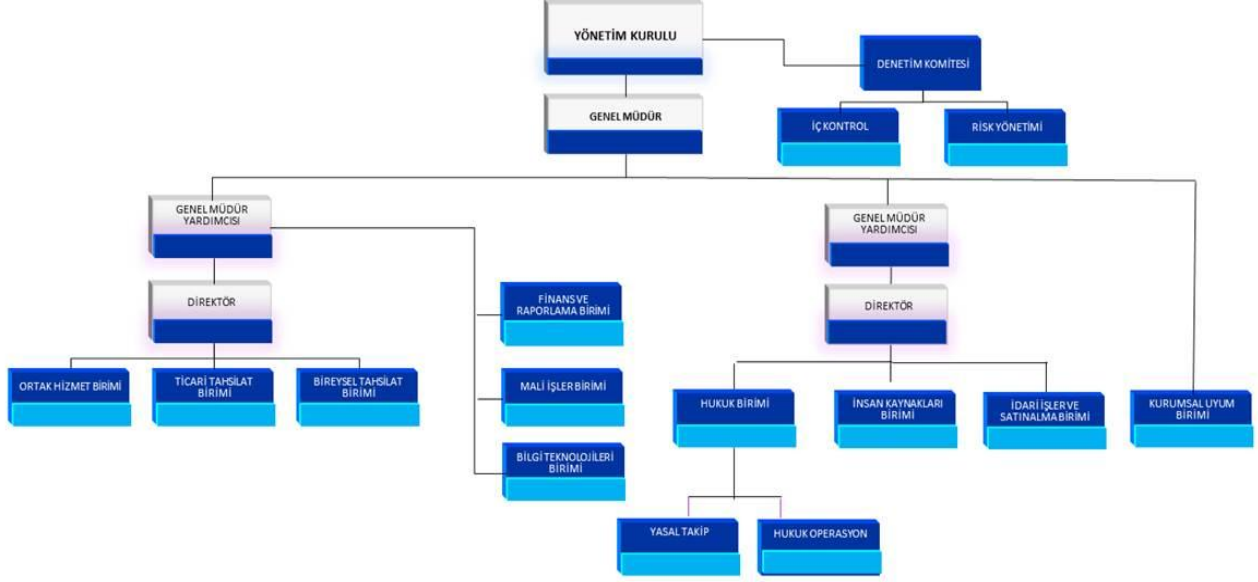 YÖNETİM KURULU
DENETİM KOMİTESİ
GENEL MÜDÜR
İÇ KONTROL
RİSK YÖNETİMİ
GENEL MÜDÜR
YARDIMCISI
GENEL MÜDÜR
YARDIMCISI
DİREKTÖR
FİNANS VE
RAPORLAMA BİRİMİ
DİREKTÖR
ORTAK HİZMET BİRİMİ
TİCARİ TAHSİLAT
BİRİMİ
BİREYSEL TAHSİLAT
BİRİMİ
MALİ İŞLER BİRİMİ
HUKUK BİRİMİ
İNSAN KAYNAKLARI
BİRİMİ
İDARİ İŞLER VE
SATINALMA BİRİMİ
KURUMSAL UYUM
BİRİMİ
BİLGİ TEKNOLOJİLERİ
BİRİMİ
YASAL TAKİP
HUKUK OPERASYON